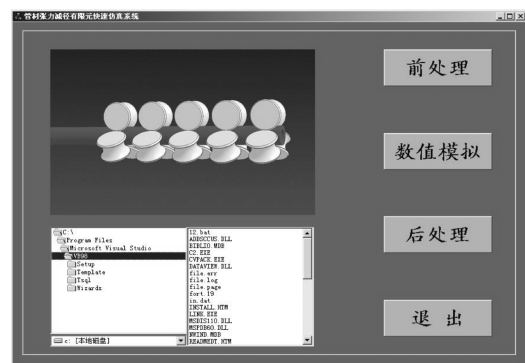 管材张力减径有限元快速仿真系统
前处理
数值模拟
后处理
退 出
C:\
Program Files
Microsoft Visual Studio
VB98
Setup
Template
Tsql
Wizards
c: [本地磁盘]
12.bat
ADDSCCUS.DLL
BIBLIO.MDB
C2.EXE
CVPACK.EXE
DATAVIEW.DLL
file.err
file.log
file.page
fort.19
in.dat
INSTALL.HTM
LINK.EXE
MSDIS110.DLL
MSPDB60.DLL
NWIND.MDB
READMEDT.HTM